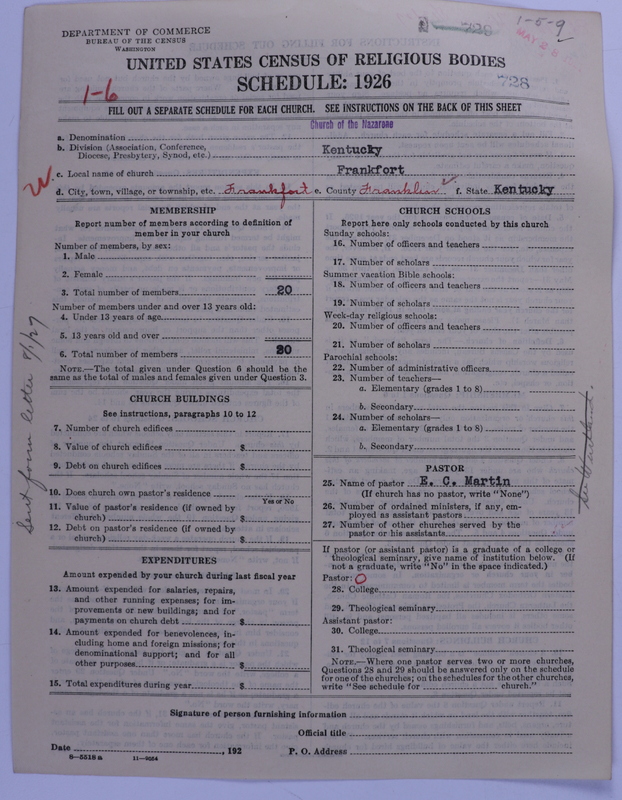 DEPARTMENT OF COMMERCE
BUREAU OF THE CENSUS
WASHINGTON
1-5-9
728
UNITED STATES CENSUS OF RELIGIOUS BODIES
SCHEDULE: 1926
1-6
728
FILL OUT A SEPARATE SCHEDULE FOR EACH CHURCH. SEE INSTRUCTIONS ON THE BACK OF THIS SHEET
a. Denomination Church of the Nazarene
b. Division (Association, Conference, Diocese, Presbytery, Synod, etc.) Kentucky
c. Local name of church Frankfort
d. City, town, village, or township, etc. Frankfort e. County Franklin f. State Kentucky
MEMBERSHIP
Report number of members according to definition of
member in your church
Number of members, by sex:
1. Male
2. Female
3. Total number of members 20
Number of members under and over 13 years old:
4. Under 13 years of age
5. 13 years old and over
6. Total number of members 20
NOTE.—The total given under Question 6 should be
same as the total of males and females given under Question 3.
CHURCH BUILDINGS
See instructions, paragraphs 10 to 12
7. Number of church edifices
8. Value of church edifices $
9. Debt on church edifices $
10. Does church own pastor's residence
Yes or No
11. Value of pastor's residence (if owned by
church) $
12. Debt on pastor's residence (if owned by
church) $
EXPENDITURES
Amount expended by your church during last fiscal year
13. Amount expended for salaries, repairs,
and other running expenses; for im-
provements or new buildings; and for
payments on church debt $
14. Amount expended for benevolences, in-
cluding home and foreign missions; for
denominational support; and for all
other purposes $
15. Total expenditures during year $
CHURCH SCHOOLS
Report here only schools conducted by this church
Sunday schools:
16. Number of officers and teachers
17. Number of scholars
Summer vacation Bible schools:
18. Number of officers and teachers
19. Number of scholars
Week-day religious schools:
20. Number of officers and teachers
21. Number of scholars
Parochial schools:
22. Number of administrative officers
23. Number of teachers—
a. Elementary (grades 1 to 8)
b. Secondary
24. Number of scholars—
a. Elementary (grades 1 to 8)
b. Secondary
PASTOR
25. Name of pastor E. C. Martin
(If church has no pastor, write "None")
26. Number of ordained ministers, if any, em-
ployed as assistant pastors
27. Number of other churches served by the
pastor or his assistants
If pastor (or assistant pastor) is a graduate of a college or
theological seminary, give name of institution below. (If
not a graduate, write "No" in the space indicated.)
Pastor:
28. College
29. Theological seminary
Assistant pastor:
30. College
31. Theological seminary
NOTE.—Where one pastor serves two or more churches,
Questions 28 and 29 should be answered only on the schedule
for one of the churches; on the schedules for the other churches,
write "See schedule for church."
Signature of person furnishing information
Official title
Date , 192 P. O. Address
8—5518 a 11—9054
Sent form letter 9/27